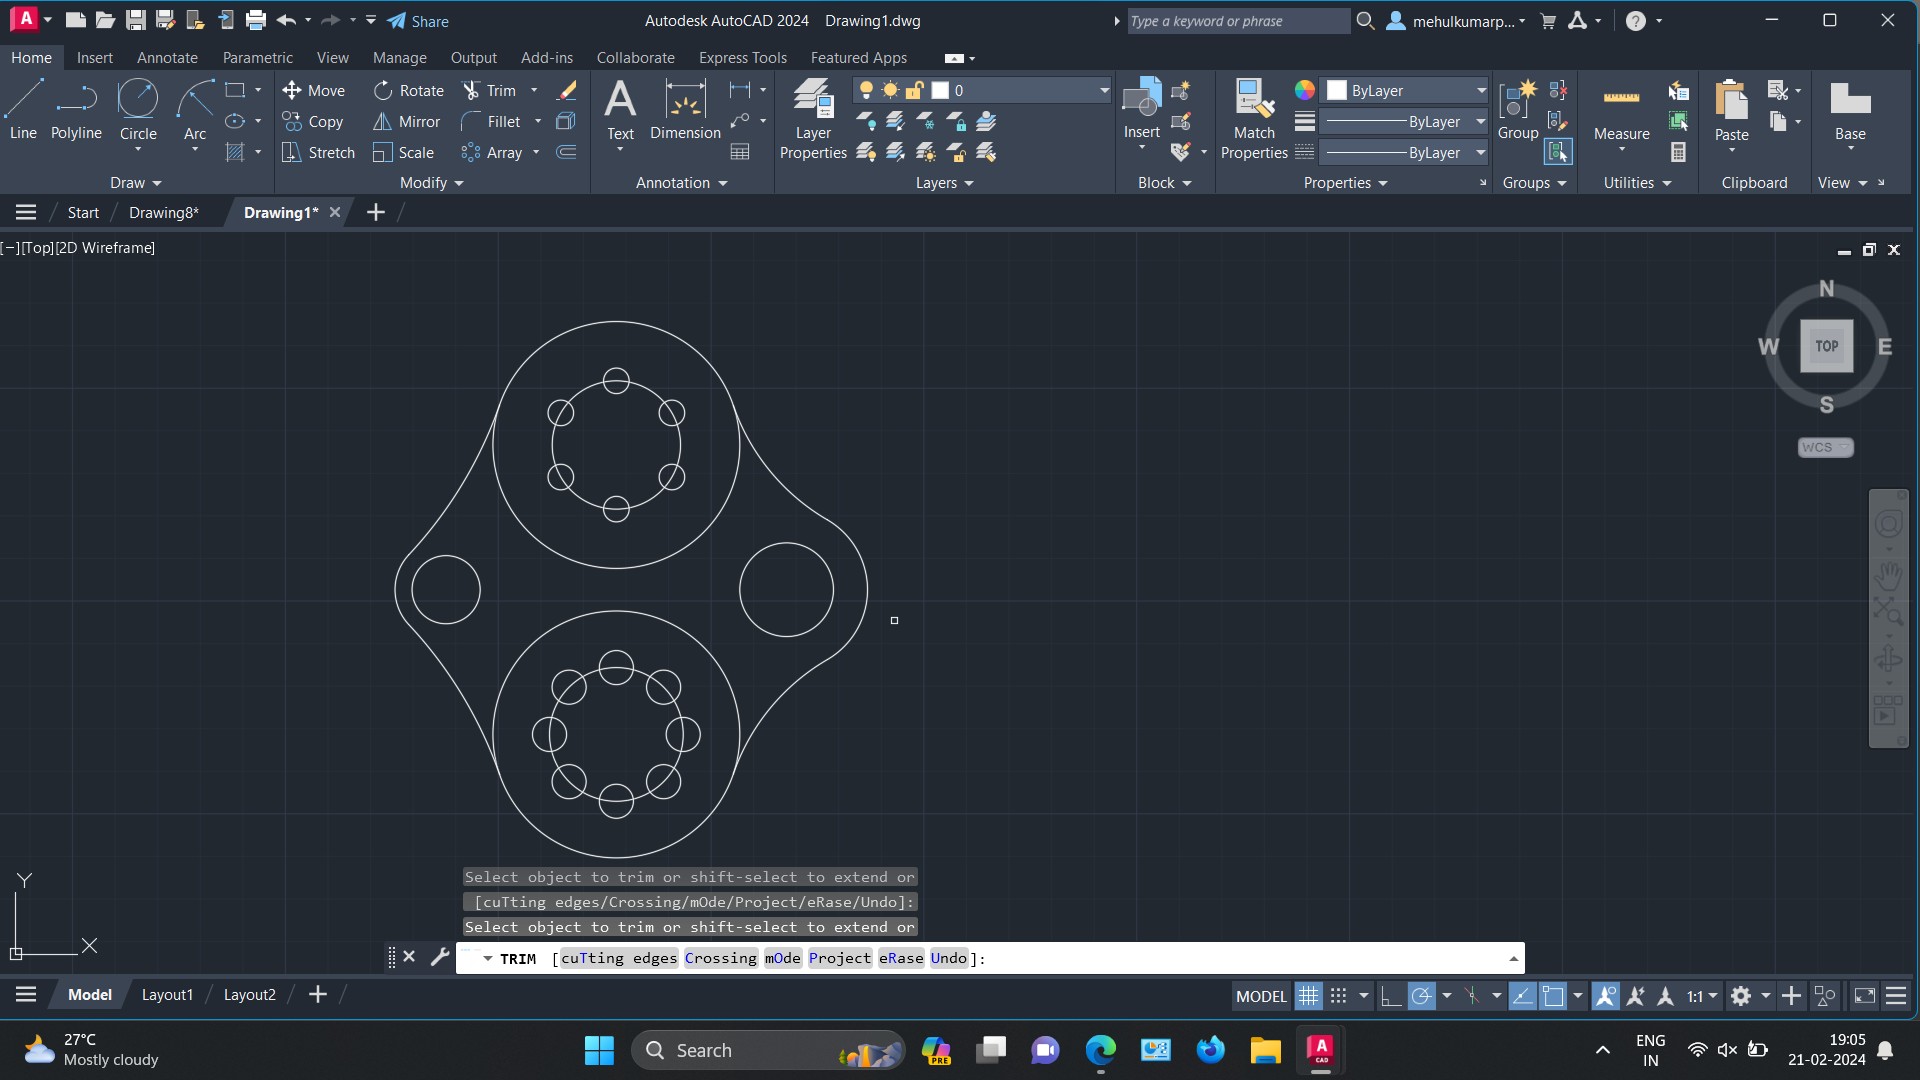 A Share Autodesk AutoCAD 2024 Drawing1.dwg Type a keyword or phrase mehulkumarp... ?
Home Insert Annotate Parametric View Manage Output Add-ins Collaborate Express Tools Featured Apps
Line Polyline Circle Arc
Move Rotate Trim
Copy Mirror Fillet
Stretch Scale Array
Text Dimension
Layer Properties
0
Insert
Match Properties
ByLayer
ByLayer
ByLayer
Group Measure Paste Base
Draw Modify Annotation Layers Block Properties Groups Utilities Clipboard View
Start Drawing8* Drawing1*
[−][Top][2D Wireframe]
N
W TOP E
S
WCS
Y
X
Select object to trim or shift-select to extend or
[cuTting edges/Crossing/mOde/Project/eRase/Undo]:
Select object to trim or shift-select to extend or
TRIM [cuTting edges Crossing mOde Project eRase Undo]:
Model Layout1 Layout2 MODEL 1:1
27°C
Mostly cloudy
Search
PRE
A
CAD
ENG
IN
19:05
21-02-2024